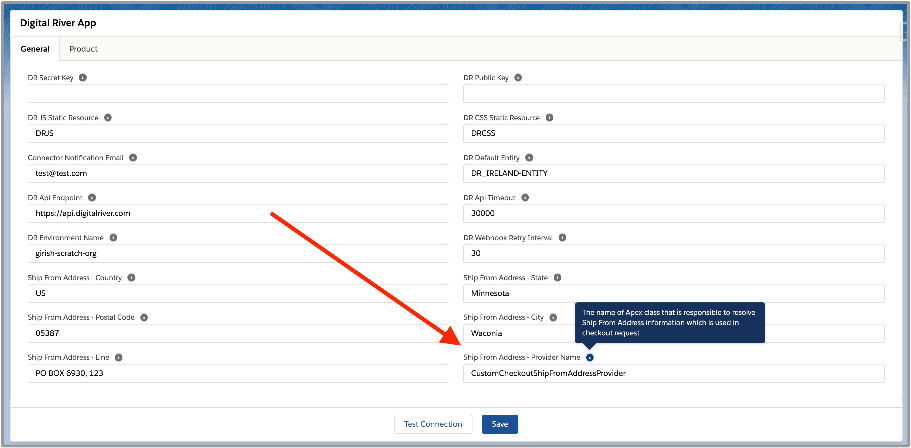 Digital River App
General
Product
DR Secret Key
DR Public Key
DR JS Static Resource
DR CSS Static Resource
DRJS
DRCSS
Connector Notification Email
DR Default Entity
test@test.com
DR_IRELAND-ENTITY
DR Api Endpoint
DR Api Timeout
https://api.digitalriver.com
30000
DR Environment Name
DR Webhook Retry Interval
girish-scratch-org
30
Ship From Address - Country
Ship From Address - State
US
Minnesota
Ship From Address - Postal Code
Ship From Address - City
05387
Waconia
The name of Apex class that is responsible to resolve
Ship From Address information which is used in
checkout request
Ship From Address - Line
Ship From Address - Provider Name
PO BOX 6930, 123
CustomCheckoutShipFromAddressProvider
Test Connection
Save